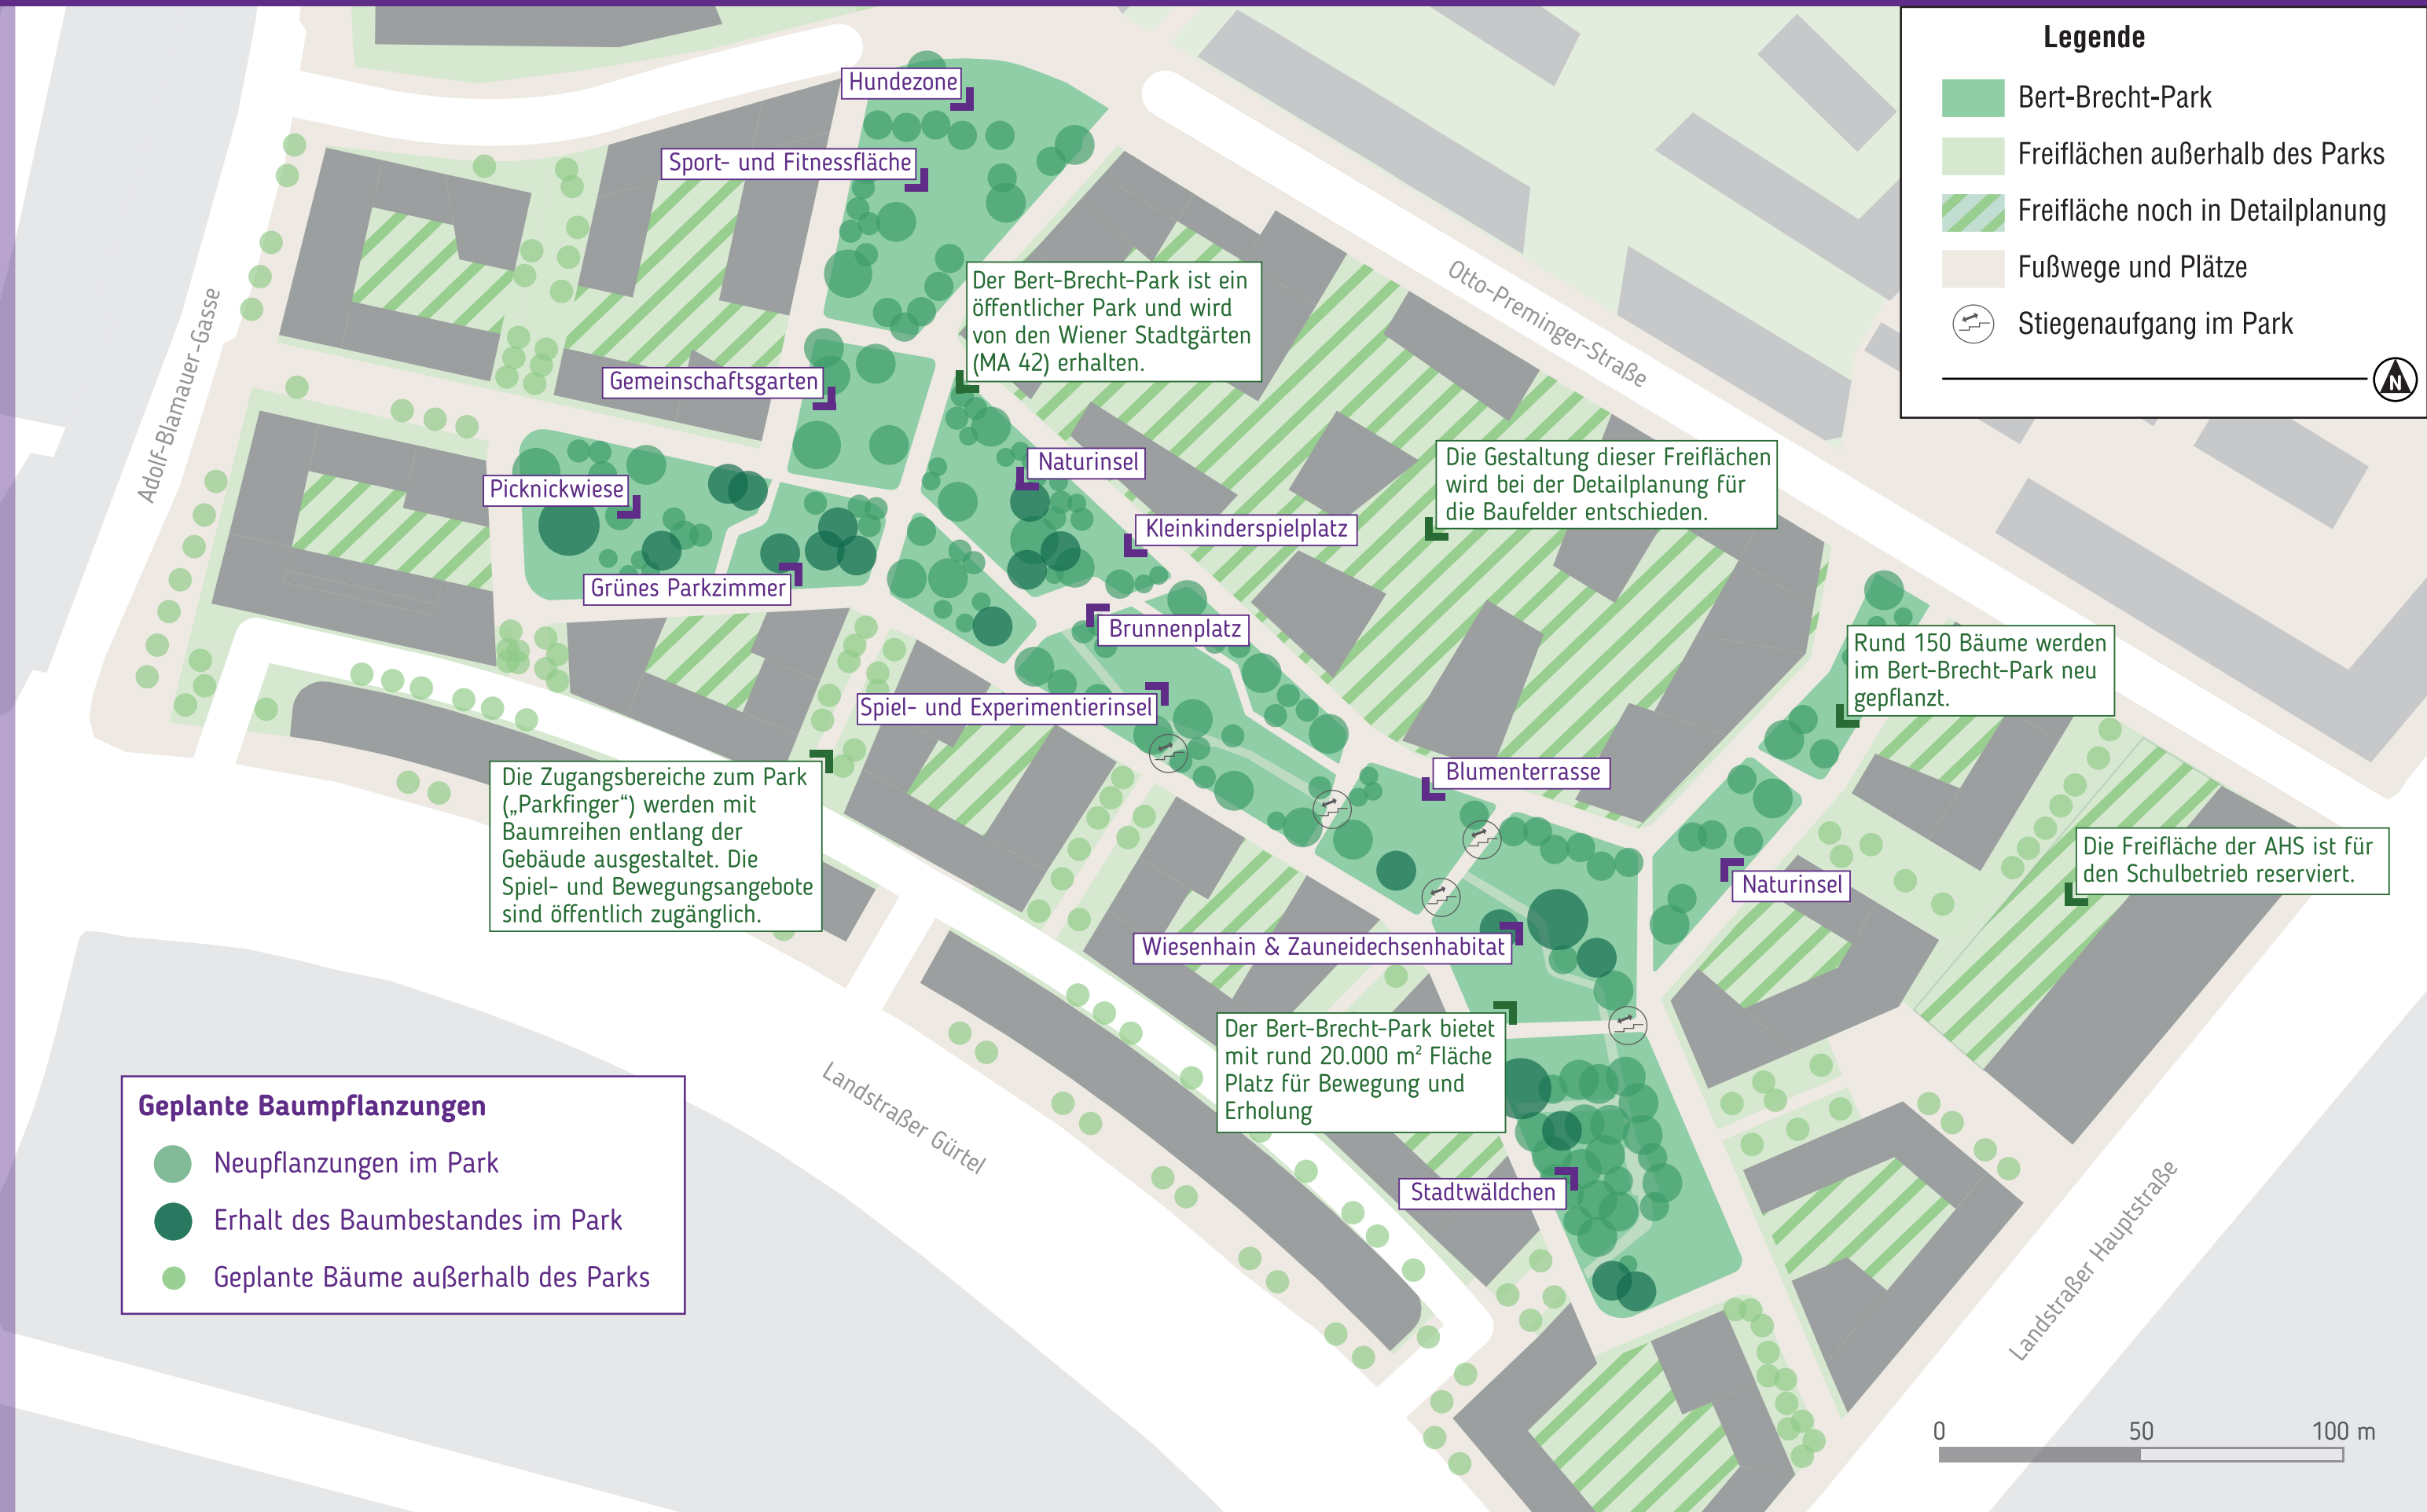 Legende
Bert-Brecht-Park
Freiflächen außerhalb des Parks
Freifläche noch in Detailplanung
Fußwege und Plätze
Stiegenaufgang im Park
N
Hundezone
Sport- und Fitnessfläche
Otto-Preminger-Straße
Adolf-Blamauer-Gasse
Der Bert-Brecht-Park ist ein
öffentlicher Park und wird
von den Wiener Stadtgärten
(MA 42) erhalten.
Gemeinschaftsgarten
Naturinsel
Die Gestaltung dieser Freiflächen
wird bei der Detailplanung für
die Baufelder entschieden.
Picknickwiese
Kleinkinderspielplatz
Grünes Parkzimmer
Brunnenplatz
Rund 150 Bäume werden
im Bert-Brecht-Park neu
gepflanzt.
Spiel- und Experimentierinsel
Die Zugangsbereiche zum Park
(„Parkfinger“) werden mit
Baumreihen entlang der
Gebäude ausgestaltet. Die
Spiel- und Bewegungsangebote
sind öffentlich zugänglich.
Blumenterrasse
Die Freifläche der AHS ist für
den Schulbetrieb reserviert.
Naturinsel
Wiesenhain & Zauneidechsenhabitat
Der Bert-Brecht-Park bietet
mit rund 20.000 m² Fläche
Platz für Bewegung und
Erholung
Landstraßer Gürtel
Stadtwäldchen
Landstraßer Hauptstraße
Geplante Baumpflanzungen
Neupflanzungen im Park
Erhalt des Baumbestandes im Park
Geplante Bäume außerhalb des Parks
0 50 100 m